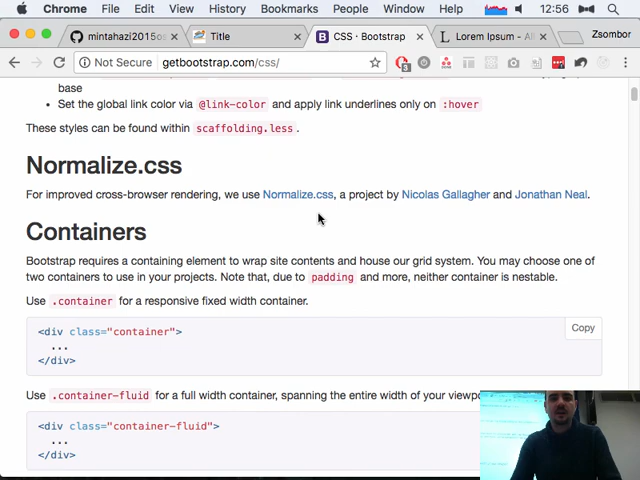 Chrome File Edit View History Bookmarks People Window Help 12:56
mintahazi2015os Title CSS · Bootstrap Lorem Ipsum - All Zsombor
Not Secure getbootstrap.com/css/
base
Set the global link color via @link-color and apply link underlines only on :hover
These styles can be found within scaffolding.less.
Normalize.css
For improved cross-browser rendering, we use Normalize.css, a project by Nicolas Gallagher and Jonathan Neal.
Containers
Bootstrap requires a containing element to wrap site contents and house our grid system. You may choose one of
two containers to use in your projects. Note that, due to padding and more, neither container is nestable.
Use .container for a responsive fixed width container.
Copy
<div class="container">
...
</div>
Use .container-fluid for a full width container, spanning the entire width of your
<div class="container-fluid">
...
</div>